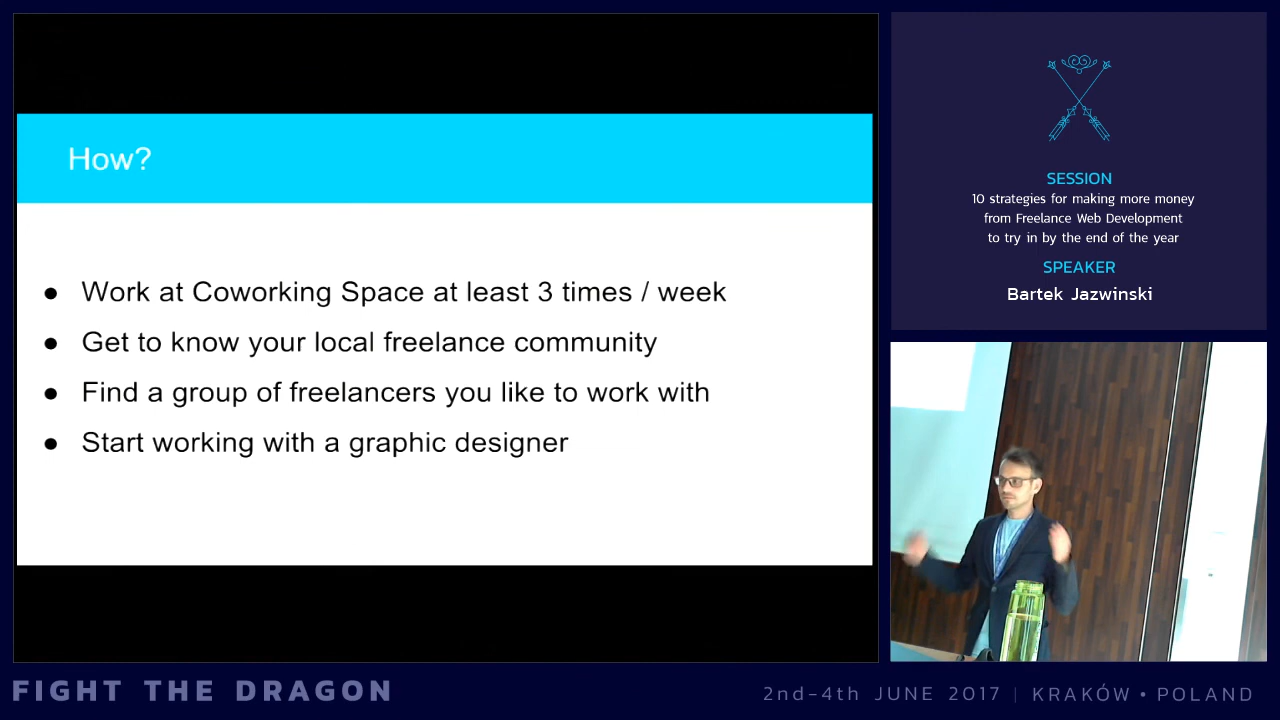 How?
● Work at Coworking Space at least 3 times / week
● Get to know your local freelance community
● Find a group of freelancers you like to work with
● Start working with a graphic designer
SESSION
10 strategies for making more money
from Freelance Web Development
to try in by the end of the year
SPEAKER
Bartek Jazwinski
FIGHT THE DRAGON
2nd-4th JUNE 2017 | KRAKÓW • POLAND